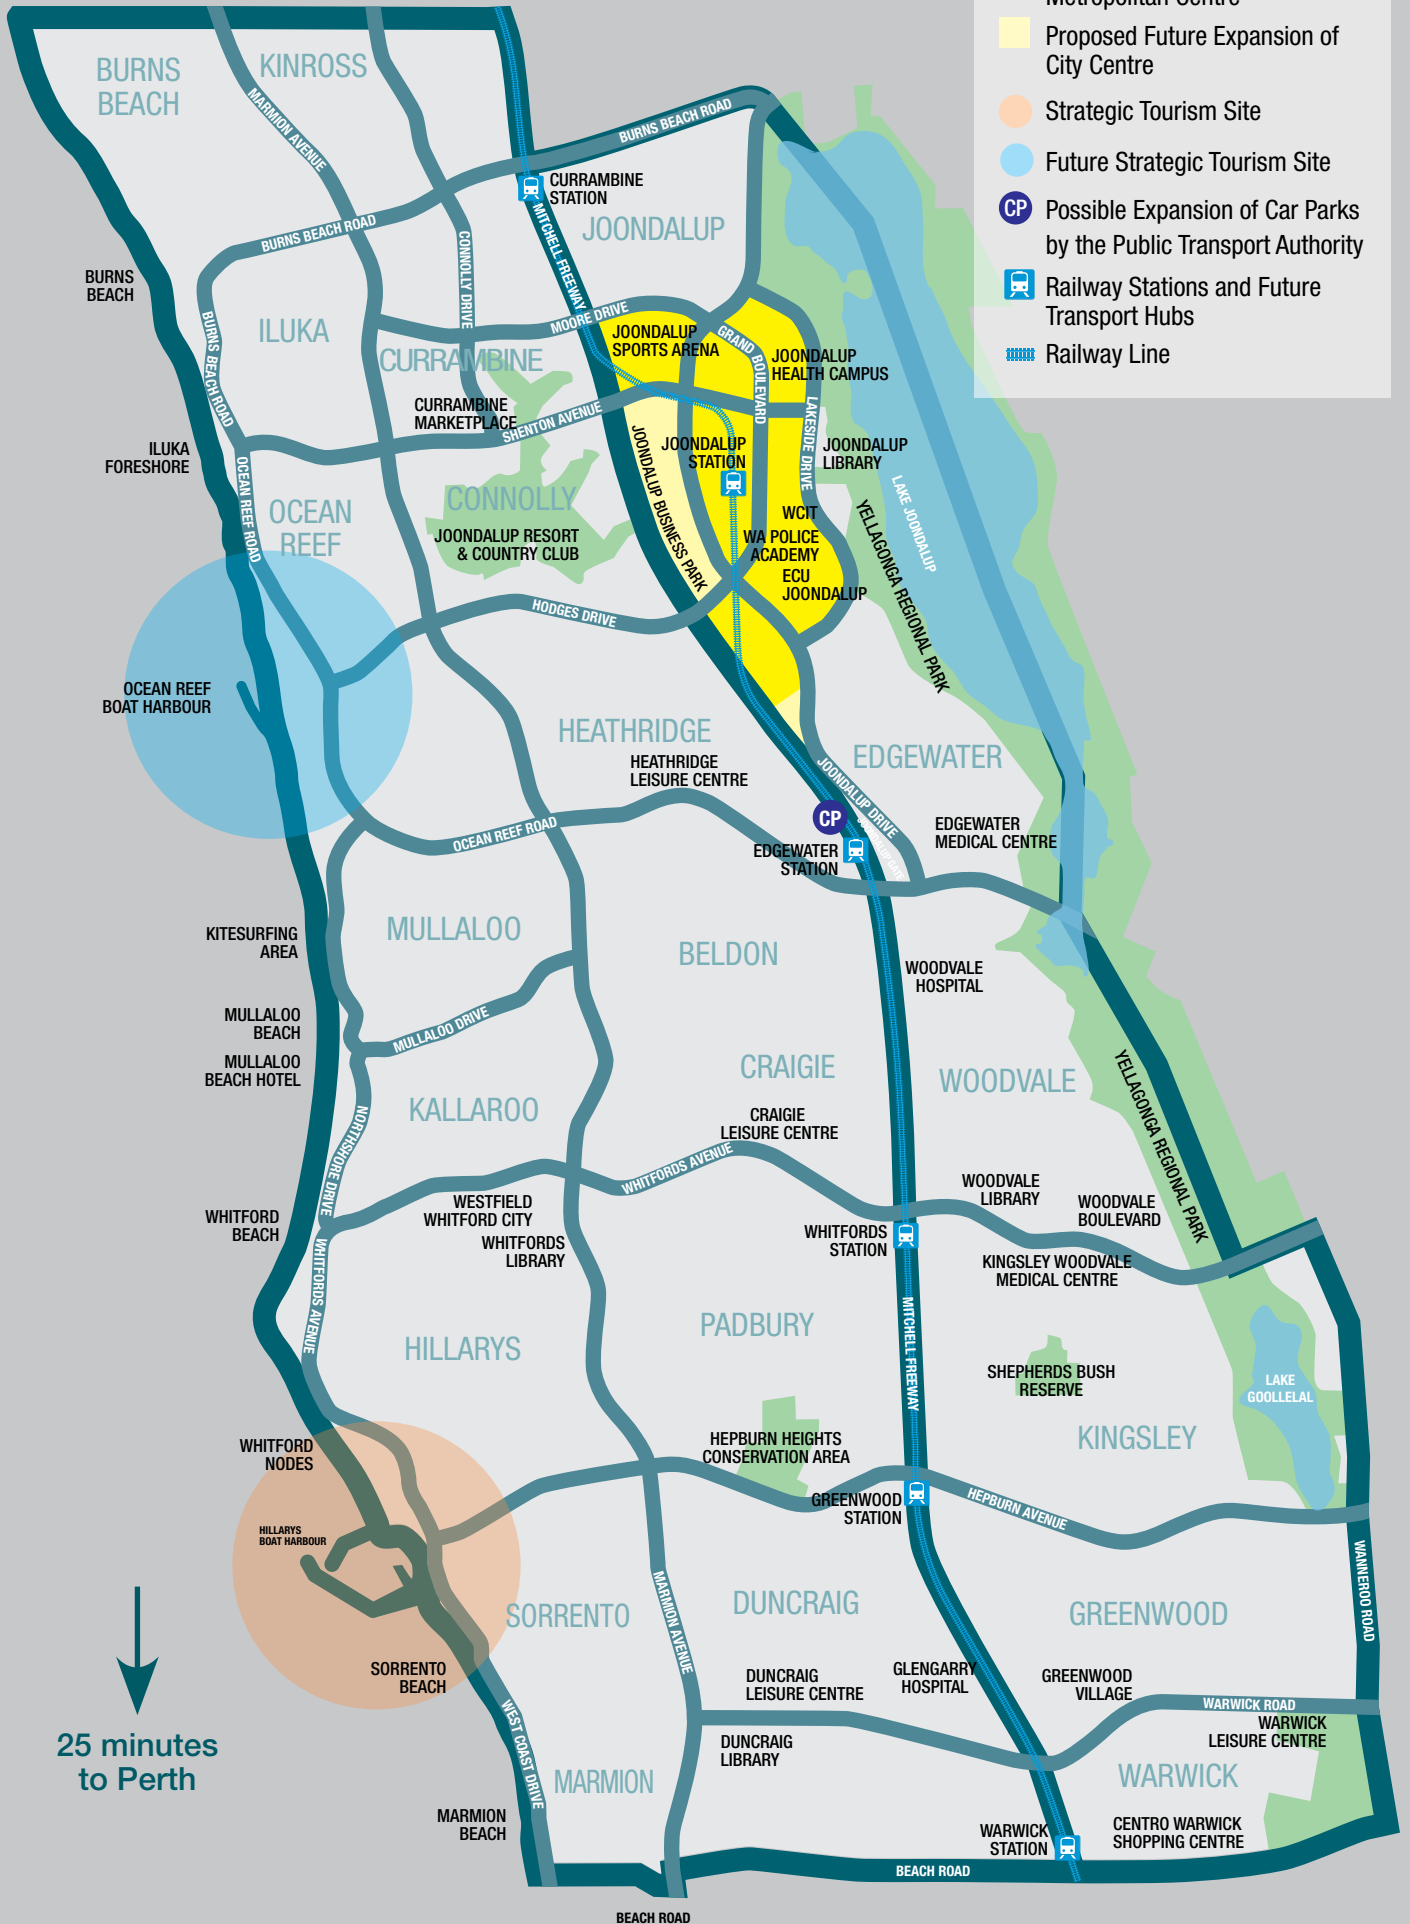 Metropolitan Centre
Proposed Future Expansion of
City Centre
Strategic Tourism Site
Future Strategic Tourism Site
CP
Possible Expansion of Car Parks
by the Public Transport Authority
Railway Stations and Future
Transport Hubs
Railway Line
BURNS
BEACH
KINROSS
MARMION AVENUE
BURNS BEACH ROAD
CURRAMBINE
STATION
JOONDALUP
BURNS BEACH ROAD
CONNOLLY DRIVE
MITCHELL FREEWAY
BURNS
BEACH
ILUKA
BURNS BEACH ROAD
MOORE DRIVE
CURRAMBINE
JOONDALUP
SPORTS ARENA
GRAND BOULEVARD
JOONDALUP
HEALTH CAMPUS
CURRAMBINE
MARKETPLACE
SHENTON AVENUE
LAKESIDE DRIVE
ILUKA
FORESHORE
OCEAN REEF ROAD
JOONDALUP BUSINESS PARK
JOONDALUP
STATION
JOONDALUP
LIBRARY
LAKE JOONDALUP
OCEAN
REEF
CONNOLLY
JOONDALUP RESORT
& COUNTRY CLUB
WCIT
WA POLICE
ACADEMY
ECU
JOONDALUP
YELLAGONGA REGIONAL PARK
HODGES DRIVE
OCEAN REEF
BOAT HARBOUR
HEATHRIDGE
HEATHRIDGE
LEISURE CENTRE
EDGEWATER
JOONDALUP DRIVE
CP
OCEAN REEF ROAD
EDGEWATER
STATION
EDGEWATER
MEDICAL CENTRE
KITESURFING
AREA
MULLALOO
BELDON
WOODVALE
HOSPITAL
MULLALOO
BEACH
MULLALOO DRIVE
MULLALOO
BEACH HOTEL
CRAIGIE
WOODVALE
YELLAGONGA REGIONAL PARK
KALLAROO
NORTHSHORE DRIVE
CRAIGIE
LEISURE CENTRE
WHITFORDS AVENUE
WOODVALE
LIBRARY
WOODVALE
BOULEVARD
WESTFIELD
WHITFORD CITY
WHITFORDS
LIBRARY
WHITFORD
BEACH
WHITFORDS
STATION
KINGSLEY WOODVALE
MEDICAL CENTRE
WHITFORDS AVENUE
MITCHELL FREEWAY
PADBURY
HILLARYS
SHEPHERDS BUSH
RESERVE
LAKE
GOOLLELAL
KINGSLEY
WHITFORD
NODES
HEPBURN HEIGHTS
CONSERVATION AREA
GREENWOOD
STATION
HEPBURN AVENUE
HILLARYS
BOAT HARBOUR
WANNEROO ROAD
MARMION AVENUE
SORRENTO
DUNCRAIG
GREENWOOD
SORRENTO
BEACH
DUNCRAIG
LEISURE CENTRE
GLENGARRY
HOSPITAL
GREENWOOD
VILLAGE
WARWICK ROAD
WARWICK
LEISURE CENTRE
WEST COAST DRIVE
25 minutes
to Perth
DUNCRAIG
LIBRARY
MARMION
WARWICK
MARMION
BEACH
WARWICK
STATION
CENTRO WARWICK
SHOPPING CENTRE
BEACH ROAD
BEACH ROAD